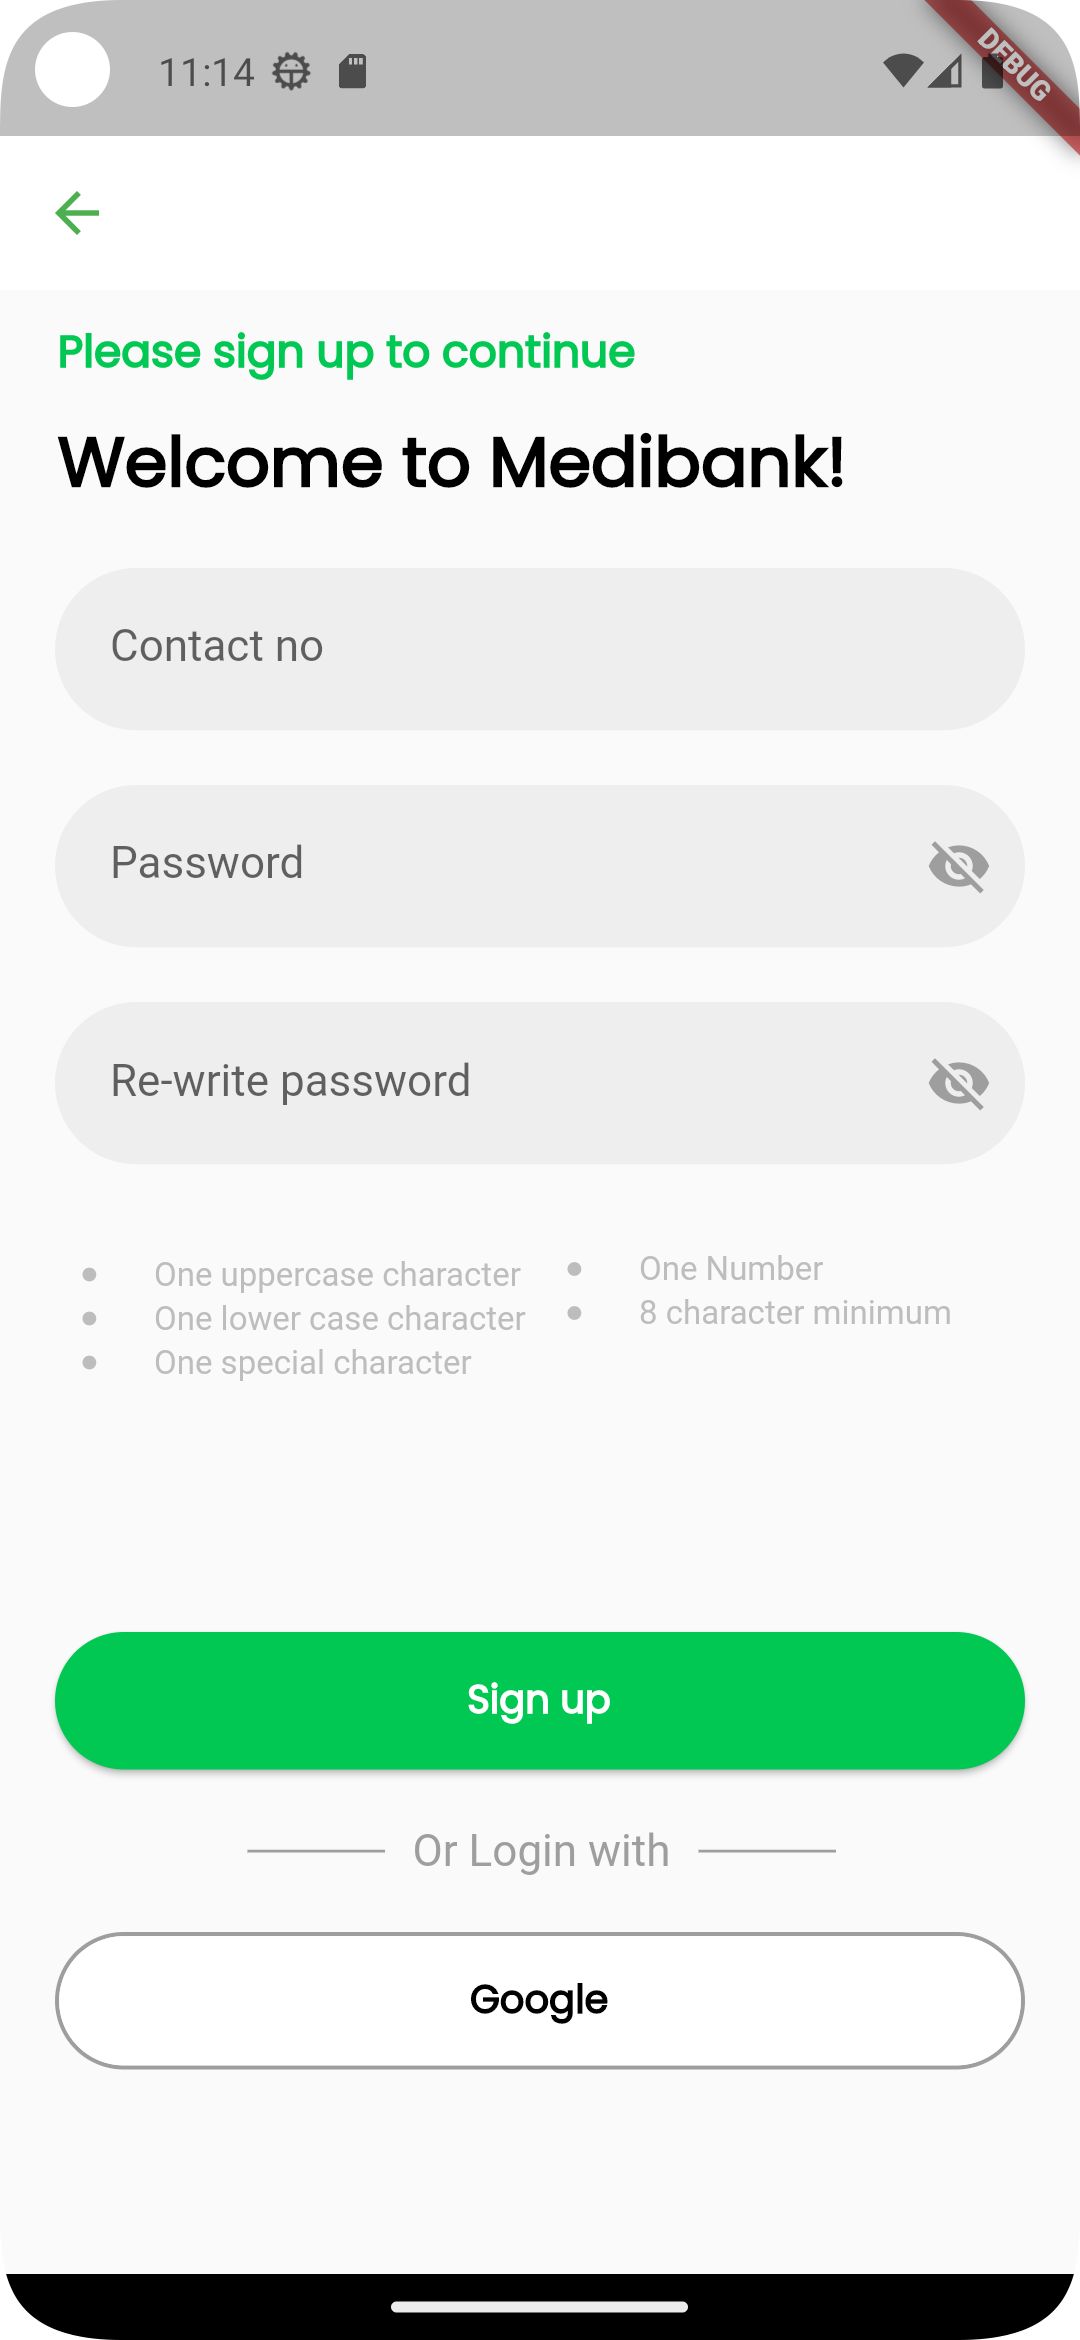 11:14
DEBUG
Please sign up to continue
Welcome to Medibank!
Contact no
Password
Re-write password
One uppercase character
One lower case character
One special character
One Number
8 character minimum
Sign up
Or Login with
Google